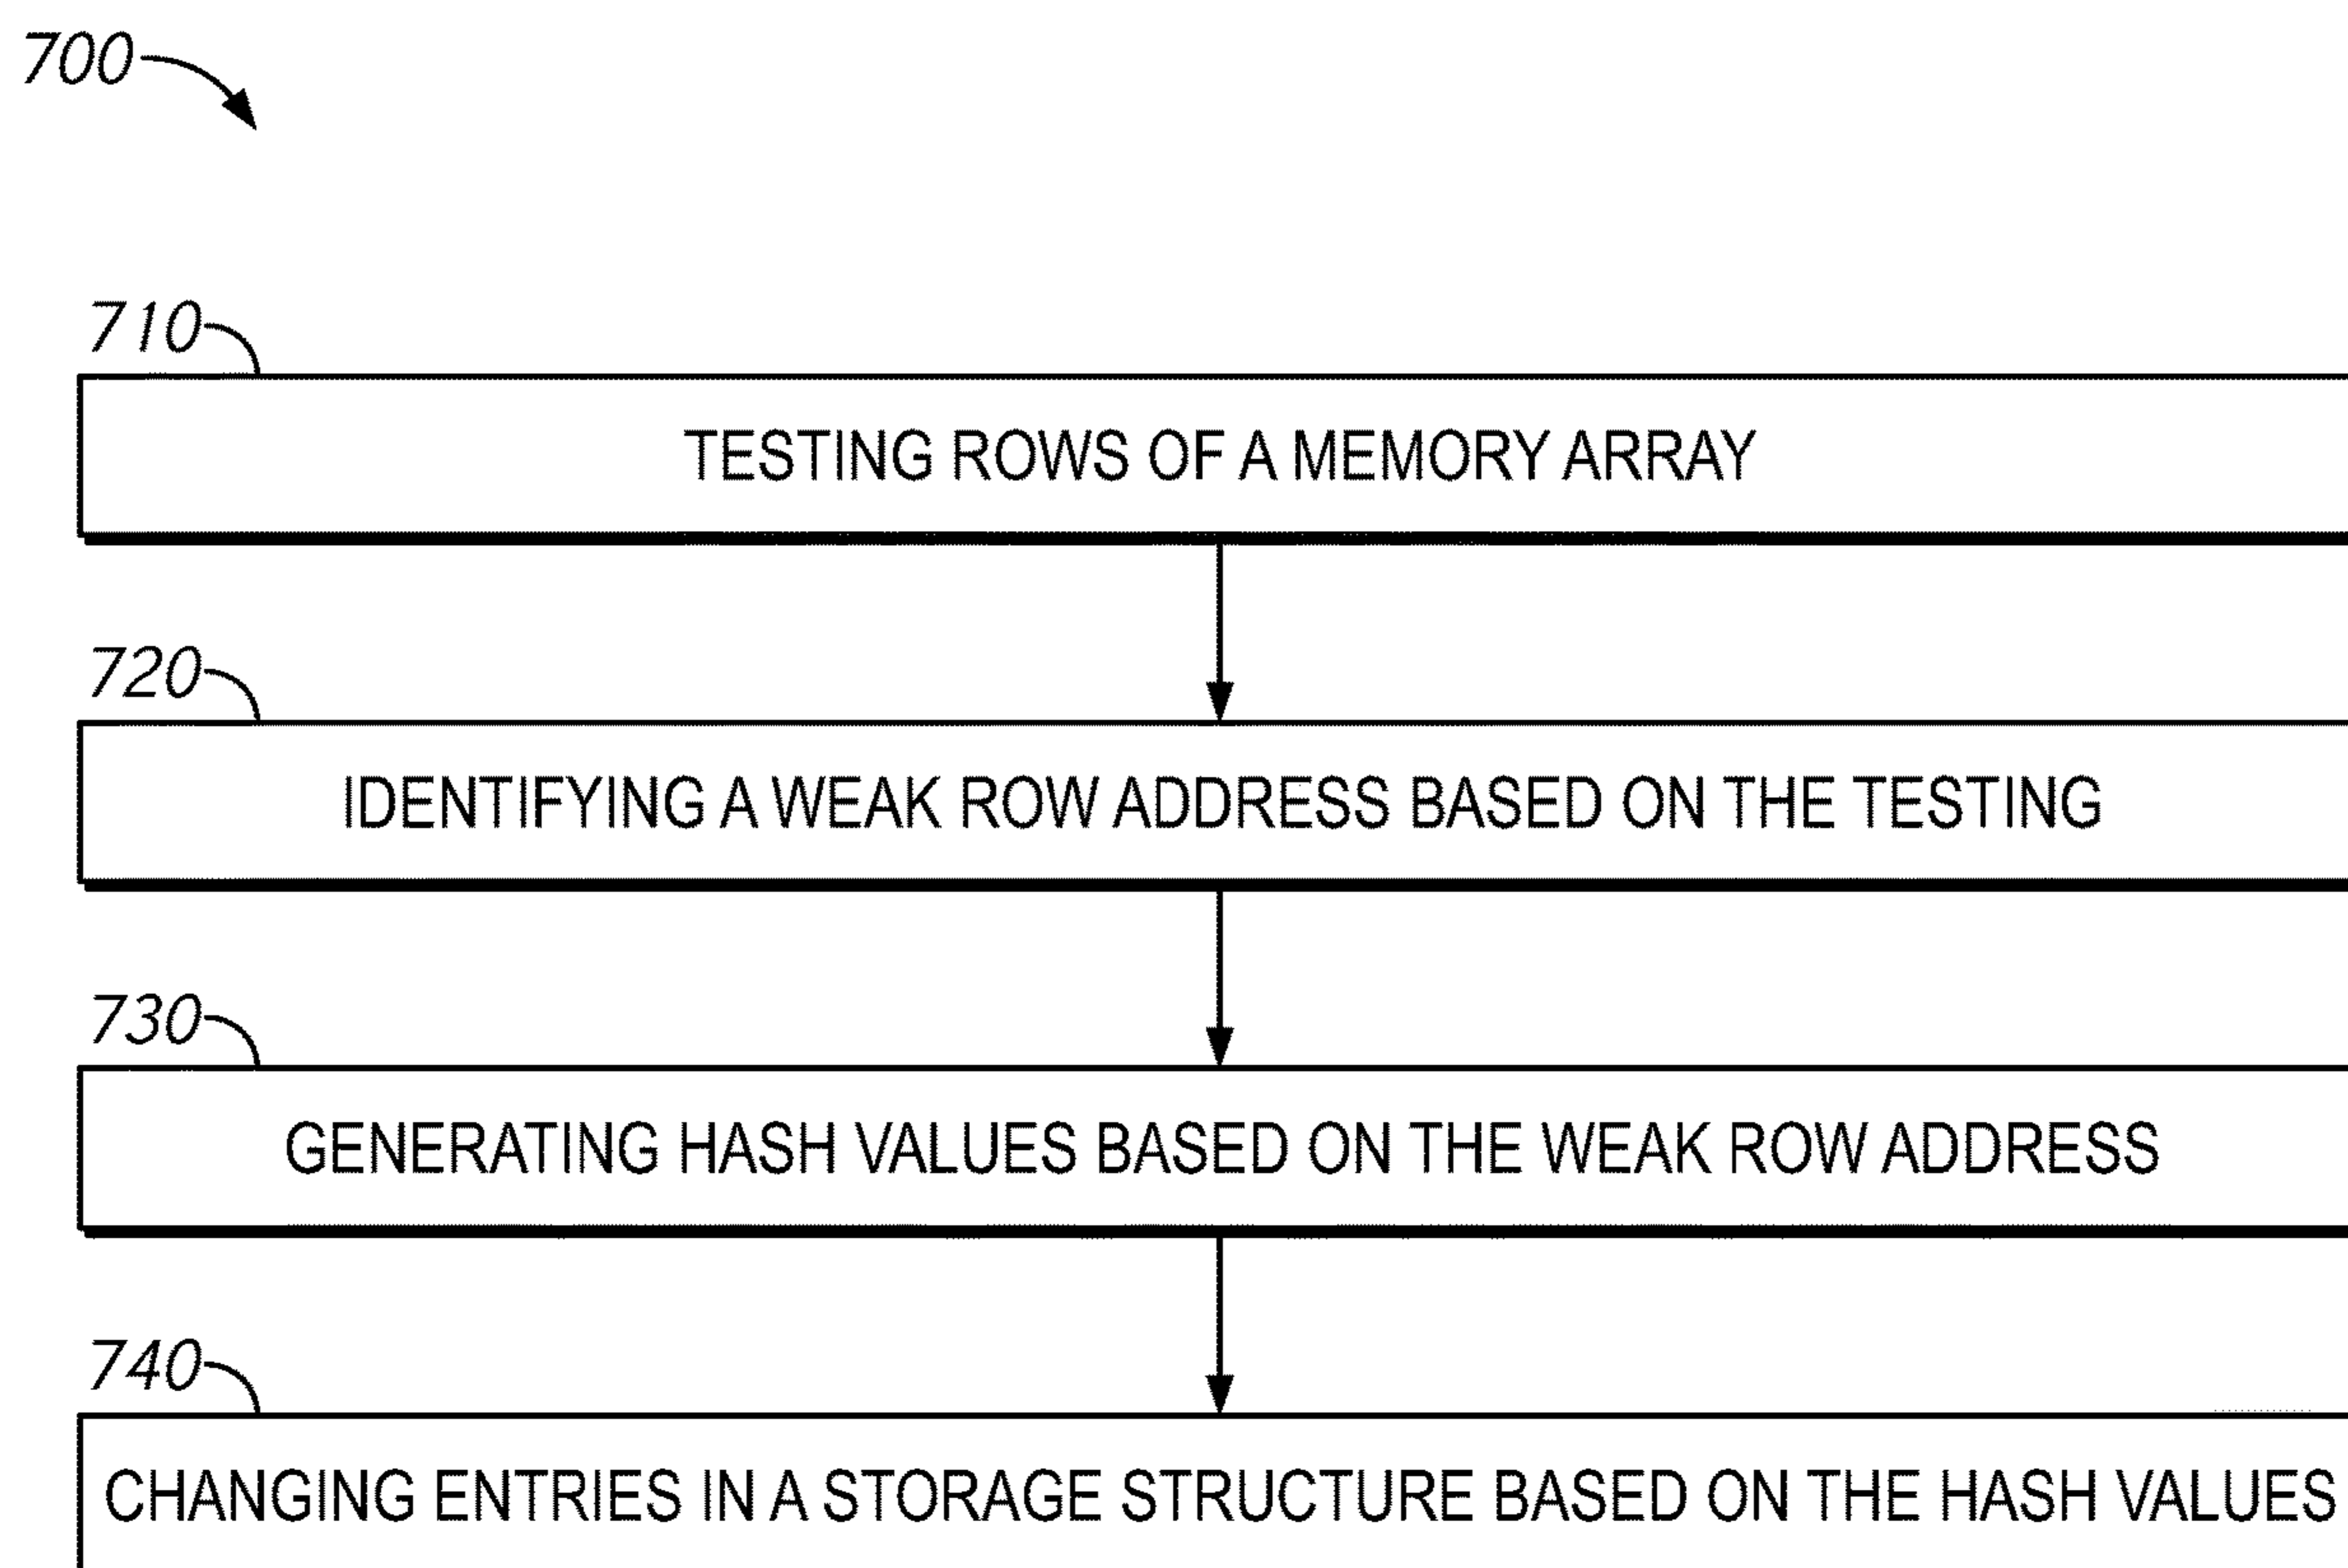 700
710
TESTING ROWS OF A MEMORY ARRAY
720
IDENTIFYING A WEAK ROW ADDRESS BASED ON THE TESTING
730
GENERATING HASH VALUES BASED ON THE WEAK ROW ADDRESS
740
CHANGING ENTRIES IN A STORAGE STRUCTURE BASED ON THE HASH VALUES